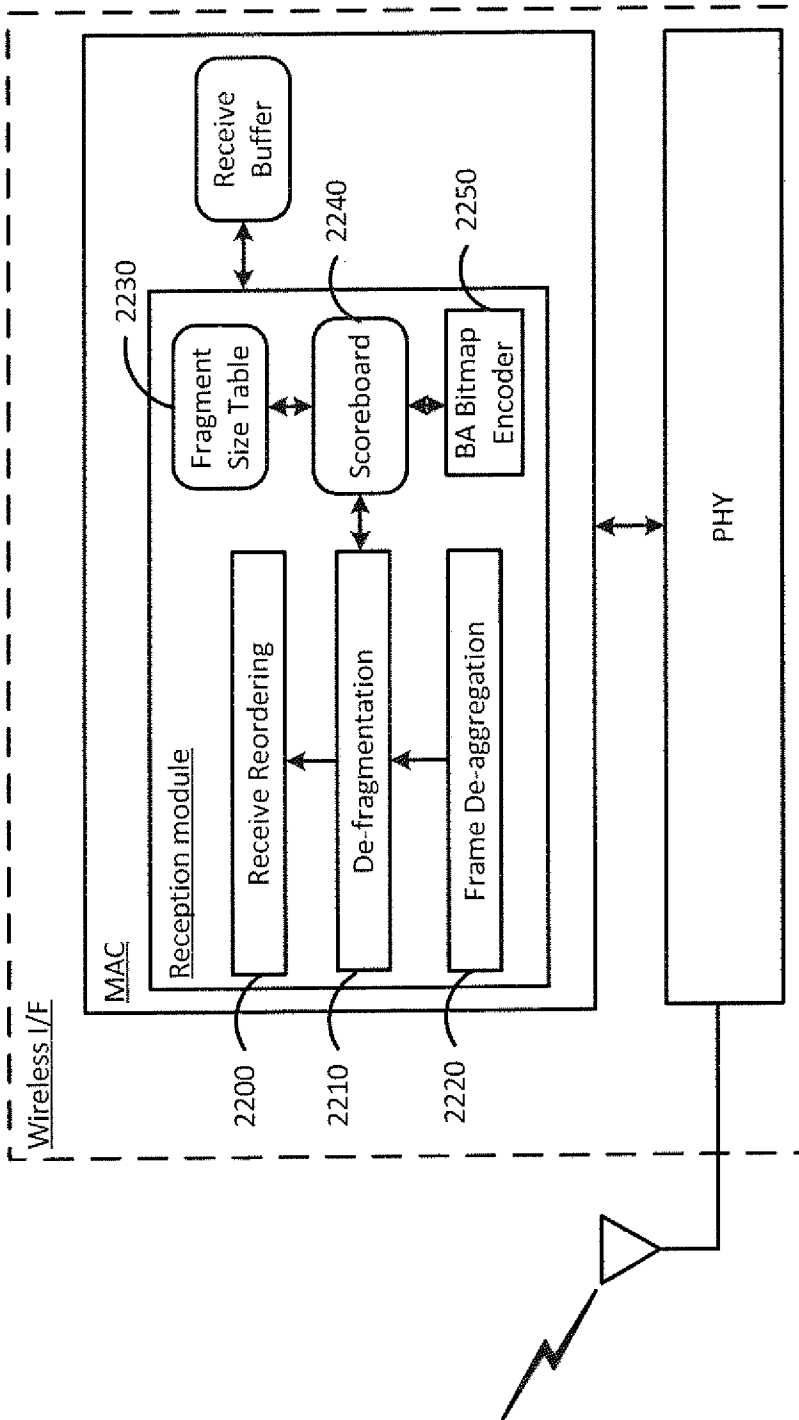 Wireless I/F
MAC
Reception module
2200
Receive Reordering
2210
De-fragmentation
2220
Frame De-aggregation
2230
Fragment
Size Table
2240
Scoreboard
2250
BA Bitmap
Encoder
Receive
Buffer
PHY